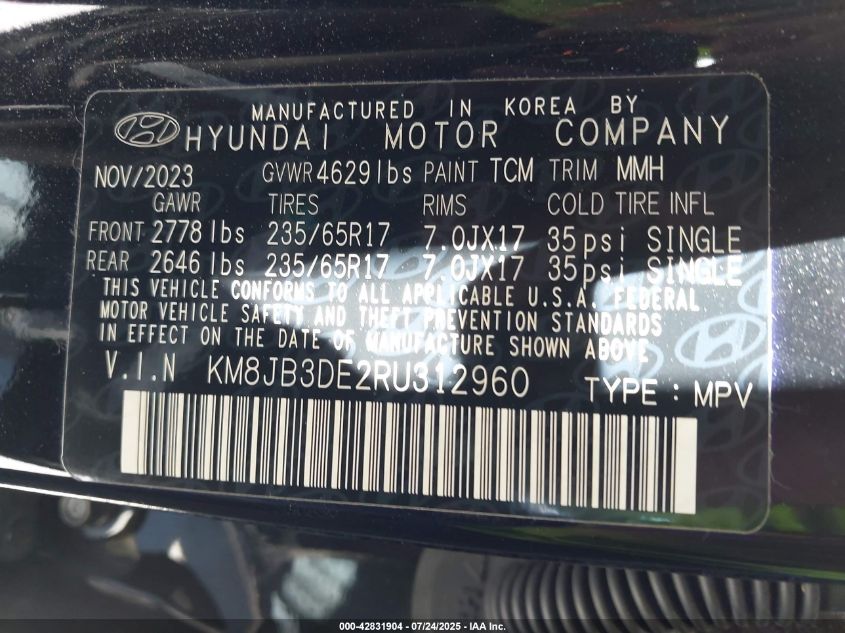 MANUFACTURED IN KOREA BY
HYUNDAI MOTOR COMPANY
NOV/2023 GVWR 4629 lbs PAINT TCM TRIM MMH
GAWR TIRES RIMS COLD TIRE INFL
FRONT 2778 lbs 235/65R17 7.0JX17 35psi SINGLE
REAR 2646 lbs 235/65R17 7.0JX17 35psi SINGLE
THIS VEHICLE CONFORMS TO ALL APPLICABLE U.S.A. FEDERAL
MOTOR VEHICLE SAFETY AND THEFT PREVENTION STANDARDS
IN EFFECT ON THE DATE OF MANUFACTURE SHOWN ABOVE
V.I.N KM8JB3DE2RU312960 TYPE : MPV
000-42831904 - 07/24/2025 - IAA Inc.